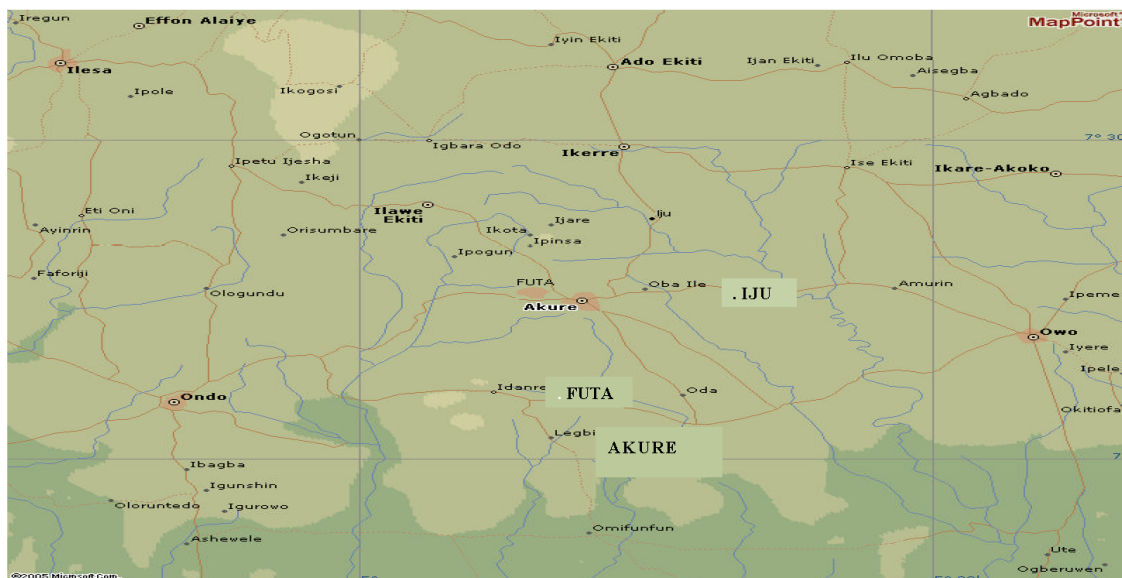 Microsoft
MapPoint
Iregun
Effon Alaiye
Iyin Ekiti
Ilesa
Ado Ekiti
Ijan Ekiti
Ilu Omoba
Aisegba
Ipole
Ikogosi
Agbado
Ogotun
Igbara Odo
7° 30
Ikerre
Ipetu Ijesha
Ise Ekiti
Ikare-Akoko
Ikeji
Ilawe
Ekiti
Eti Oni
Ijare
Iju
Ayinrin
Orisumbare
Ikota
Ipinsa
Ipogun
Faforiji
FUTA
Oba Ile
.IJU
Amurin
Ologundu
Akure
Ipeme
Owo
Iyere
Ipele
Idanre
.FUTA
Oda
Ondo
Okitiofa
Legbi
AKURE
7
Ibagba
Igunshin
Oloruntedo
Igurowo
Omifunfun
Ashewele
Ute
Ogberuwen
©2005 Microsoft Corp